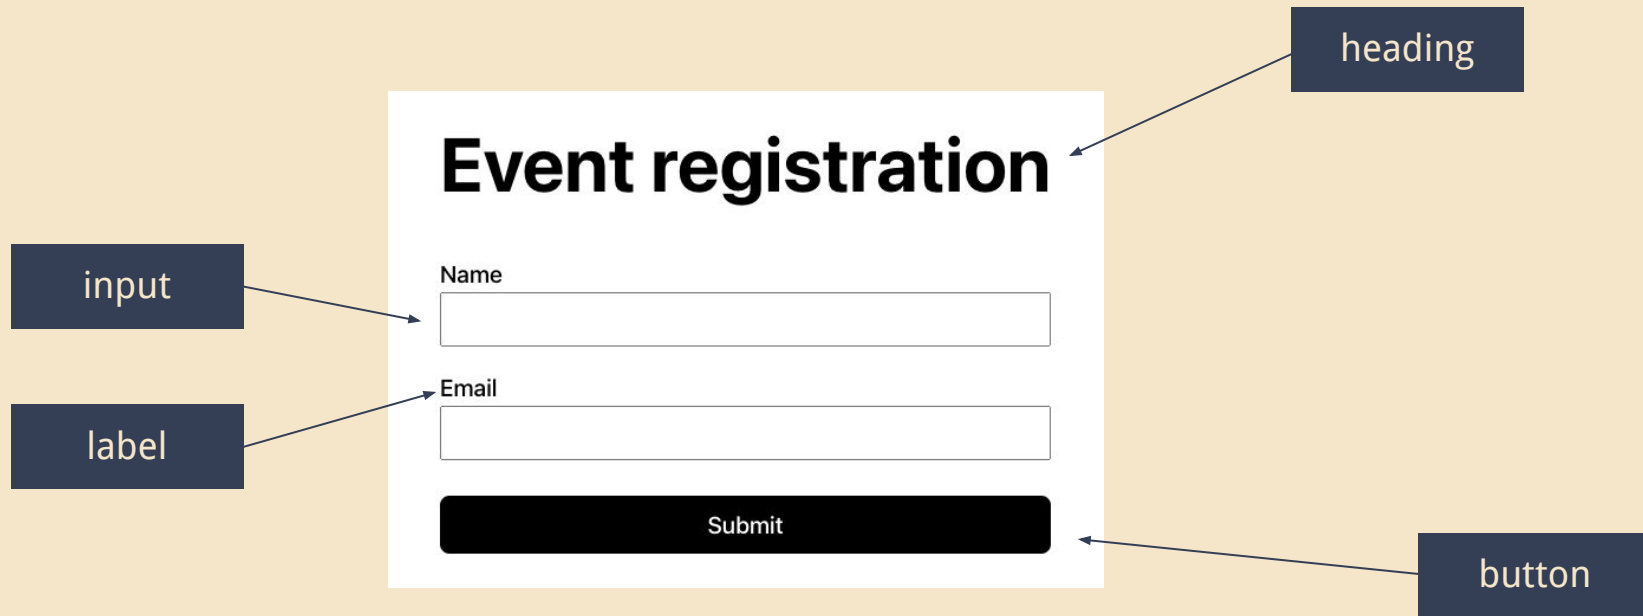 heading
Event registration
Name
input
Email
label
Submit
button